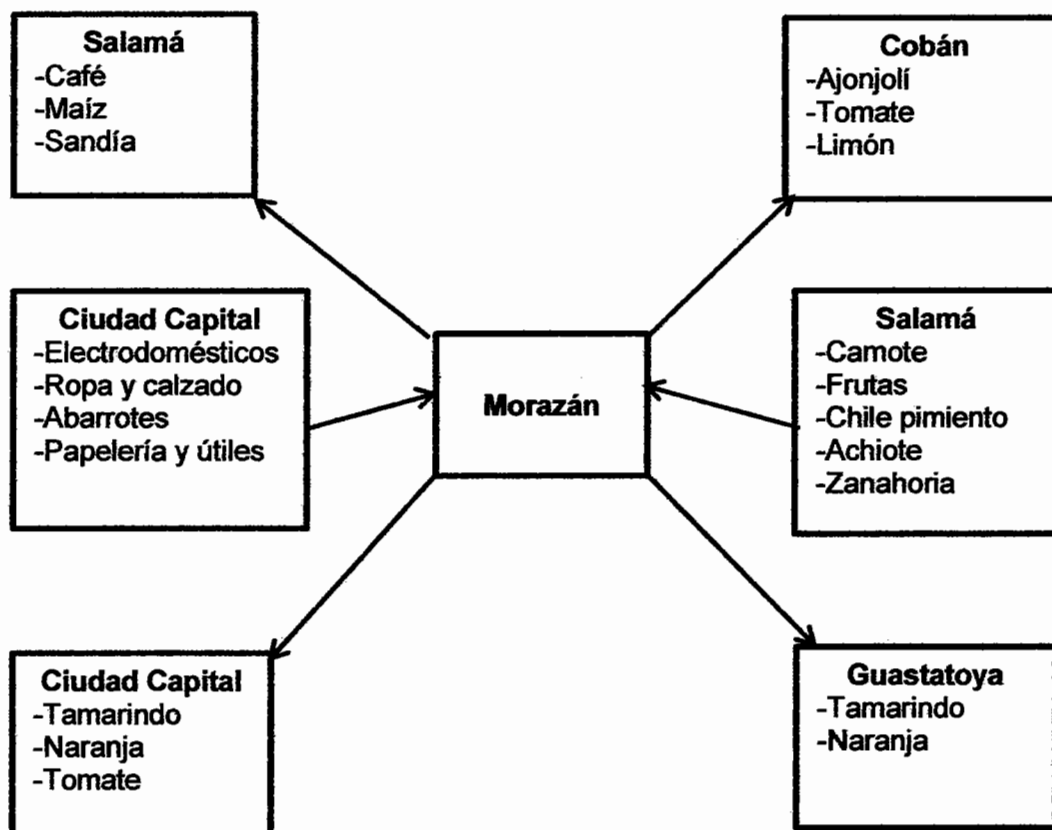 Salamá
-Café
-Maíz
-Sandía
Cobán
-Ajonjolí
-Tomate
-Limón
Ciudad Capital
-Electrodomésticos
-Ropa y calzado
-Abarrotes
-Papelería y útiles
Morazán
Salamá
-Camote
-Frutas
-Chile pimiento
-Achiote
-Zanahoria
Ciudad Capital
-Tamarindo
-Naranja
-Tomate
Guastatoya
-Tamarindo
-Naranja